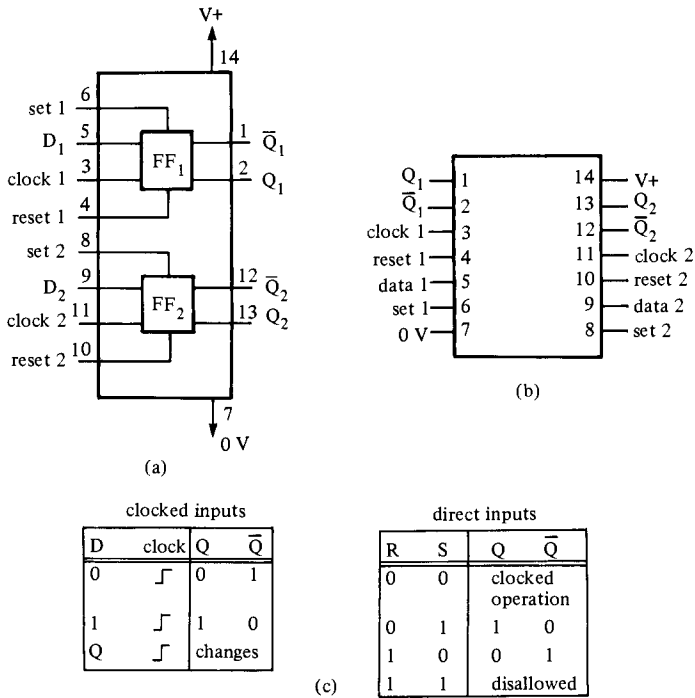 V+
14
6
set 1
5
D₁
1
Q̅₁
FF₁
3
clock 1
2
Q₁
4
reset 1
8
set 2
9
D₂
12
Q̅₂
FF₂
11
clock 2
13
Q₂
10
reset 2
7
0 V
(a)
Q₁ 1 14 V+
Q̅₁ 2 13 Q₂
clock 1 3 12 Q̅₂
reset 1 4 11 clock 2
data 1 5 10 reset 2
set 1 6 9 data 2
0 V 7 8 set 2
(b)
clocked inputs
D clock Q Q̅
0 0 1
1 1 0
Q changes
direct inputs
R S Q Q̅
0 0 clocked
operation
0 1 1 0
1 0 0 1
1 1 disallowed
(c)